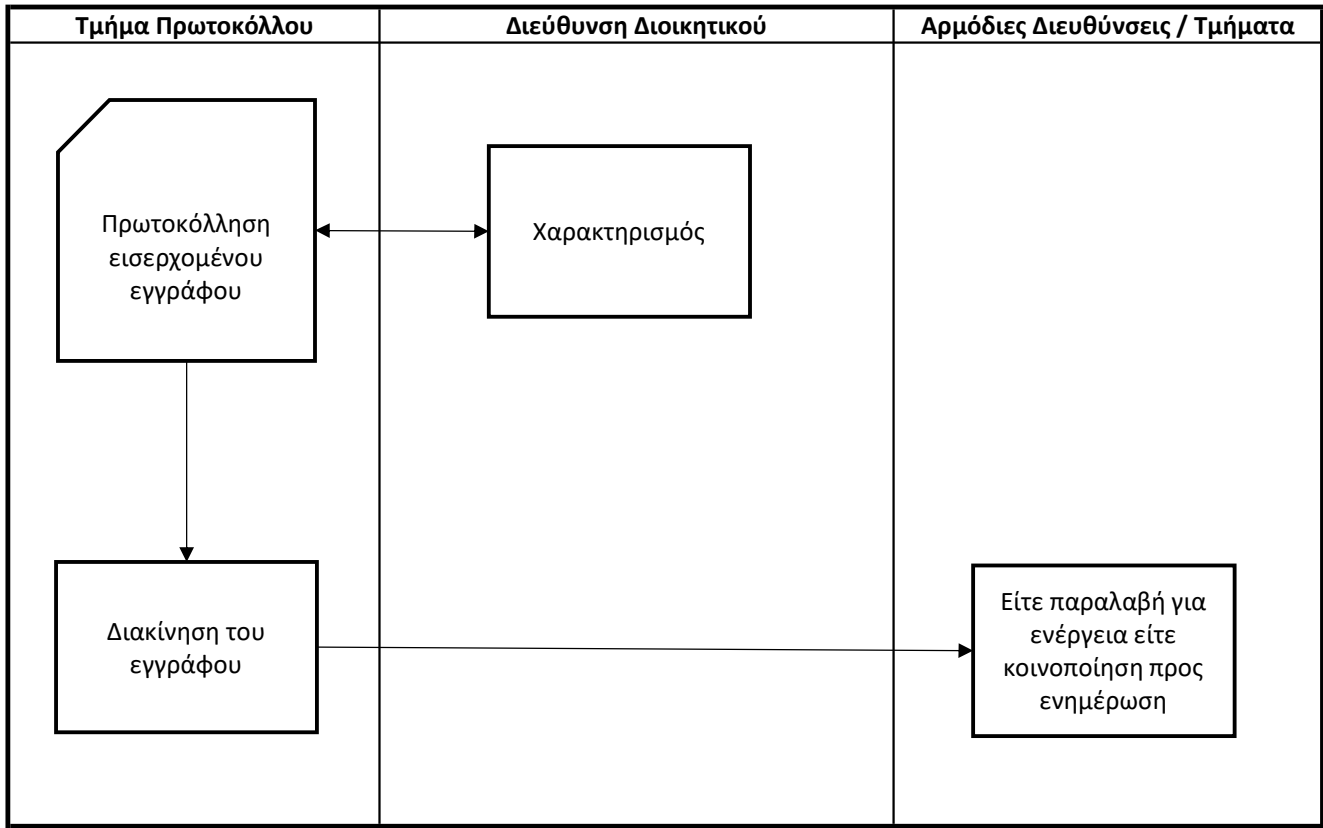 Τμήμα Πρωτοκόλλου
Διεύθυνση Διοικητικού
Αρμόδιες Διευθύνσεις / Τμήματα
Πρωτοκόλληση
εισερχομένου
εγγράφου
Χαρακτηρισμός
Διακίνηση του
εγγράφου
Είτε παραλαβή για
ενέργεια είτε
κοινοποίηση προς
ενημέρωση